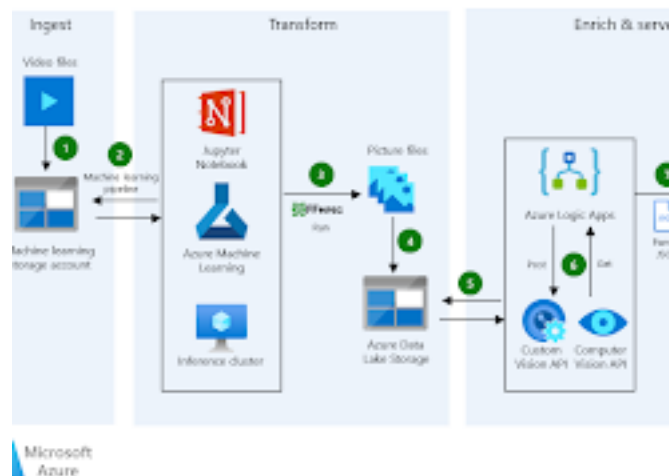 Ingest
Transform
Enrich & serve
Video files
1
2
Machine learning
pipeline
Machine learning
storage account
Jupyter
Notebook
Azure Machine
Learning
Inference cluster
3
FFMPEG
Run
Picture files
4
Azure Data
Lake Storage
5
Azure Logic Apps
Post
6
Get
Custom
Vision API
Computer
Vision API
Microsoft
Azure